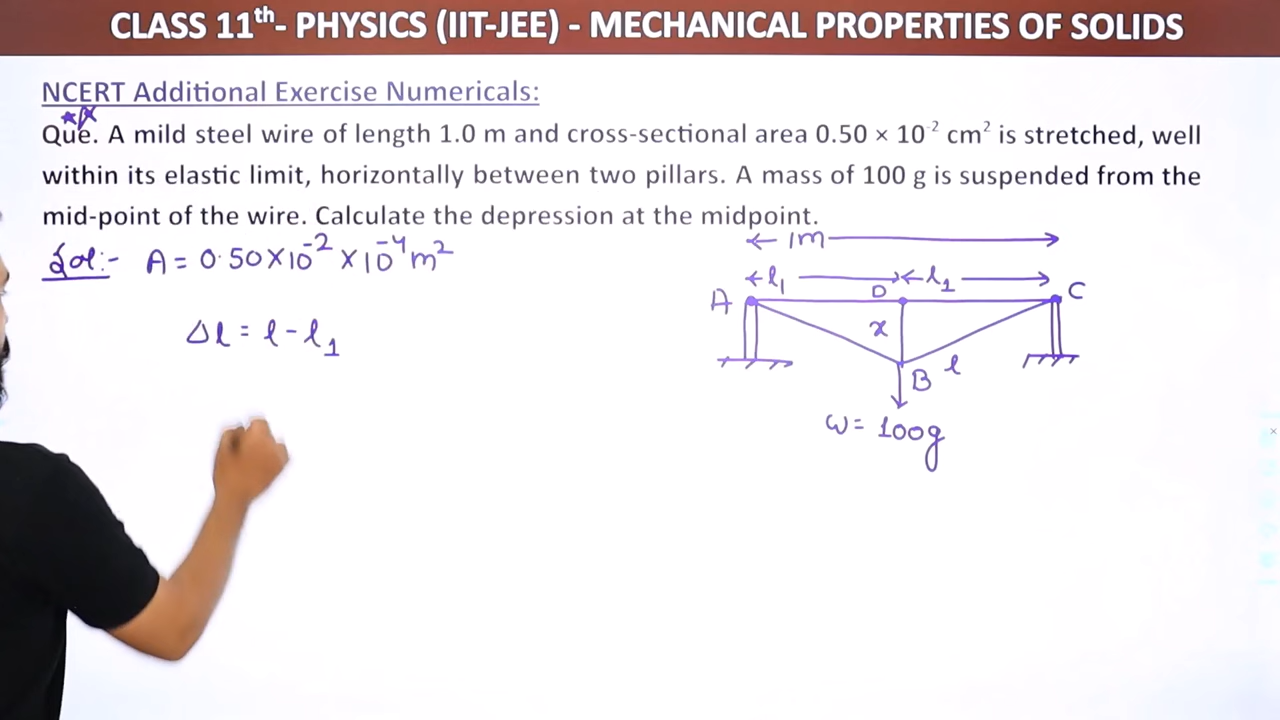 CLASS 11th- PHYSICS (IIT-JEE) - MECHANICAL PROPERTIES OF SOLIDS
NCERT Additional Exercise Numericals:
Que. A mild steel wire of length 1.0 m and cross-sectional area 0.50 × 10⁻² cm² is stretched, well
within its elastic limit, horizontally between two pillars. A mass of 100 g is suspended from the
mid-point of the wire. Calculate the depression at the midpoint.
Sol:- A = 0.50 × 10⁻² × 10⁻⁴ m²
Δl = l - l₁
1m
l₁ l₁
A D C
x
B l
W = 100g